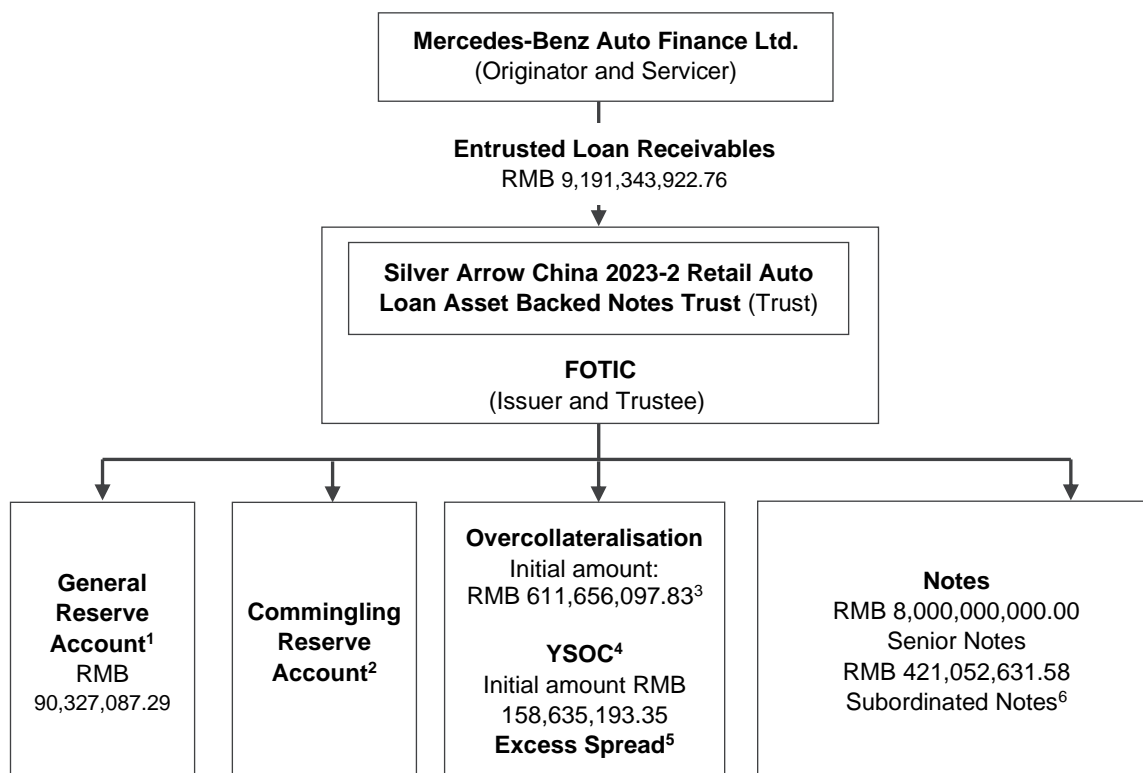 Mercedes-Benz Auto Finance Ltd.
(Originator and Servicer)
Entrusted Loan Receivables
RMB 9,191,343,922.76
Silver Arrow China 2023-2 Retail Auto
Loan Asset Backed Notes Trust (Trust)
FOTIC
(Issuer and Trustee)
General
Reserve
Account¹
RMB
90,327,087.29
Commingling
Reserve
Account²
Overcollateralisation
Initial amount:
RMB 611,656,097.83³
YSOC⁴
Initial amount RMB
158,635,193.35
Excess Spread⁵
Notes
RMB 8,000,000,000.00
Senior Notes
RMB 421,052,631.58
Subordinated Notes⁶